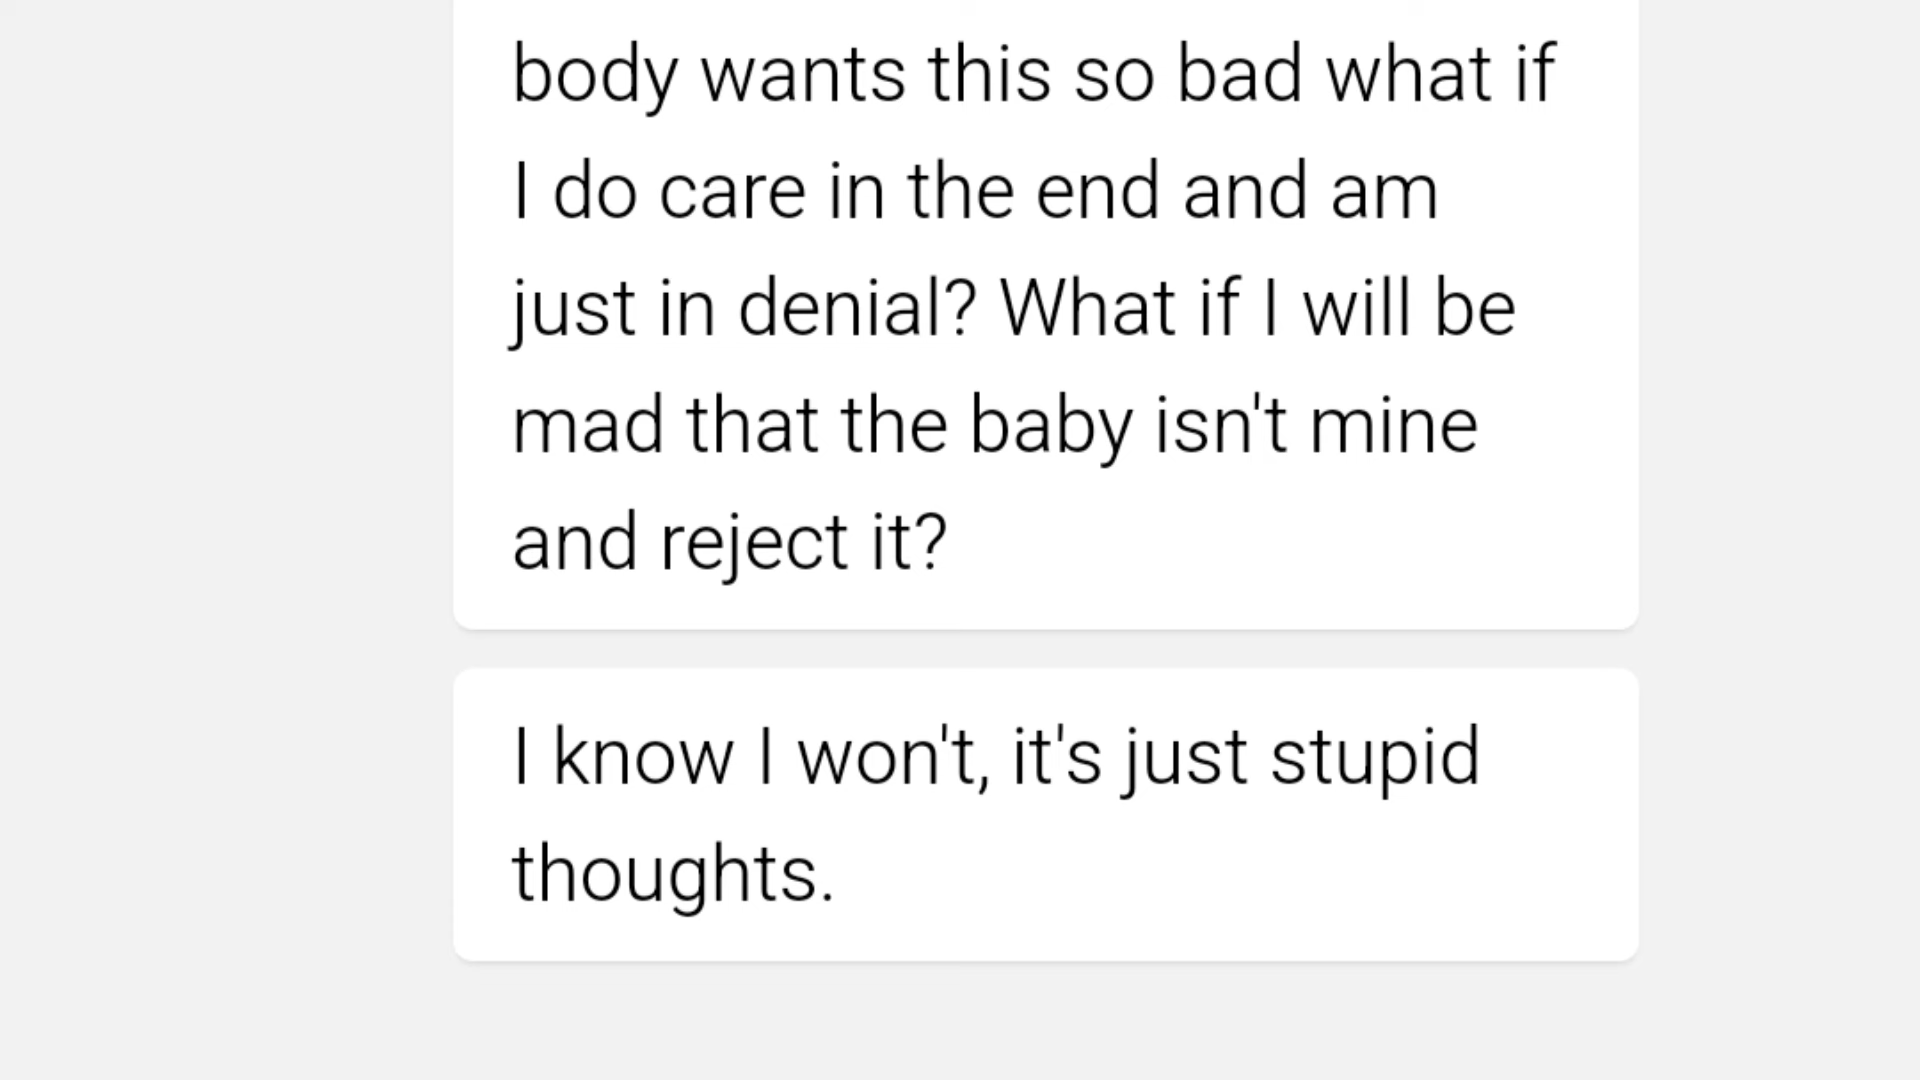 body wants this so bad what if
I do care in the end and am
just in denial? What if I will be
mad that the baby isn't mine
and reject it?
I know I won't, it's just stupid
thoughts.